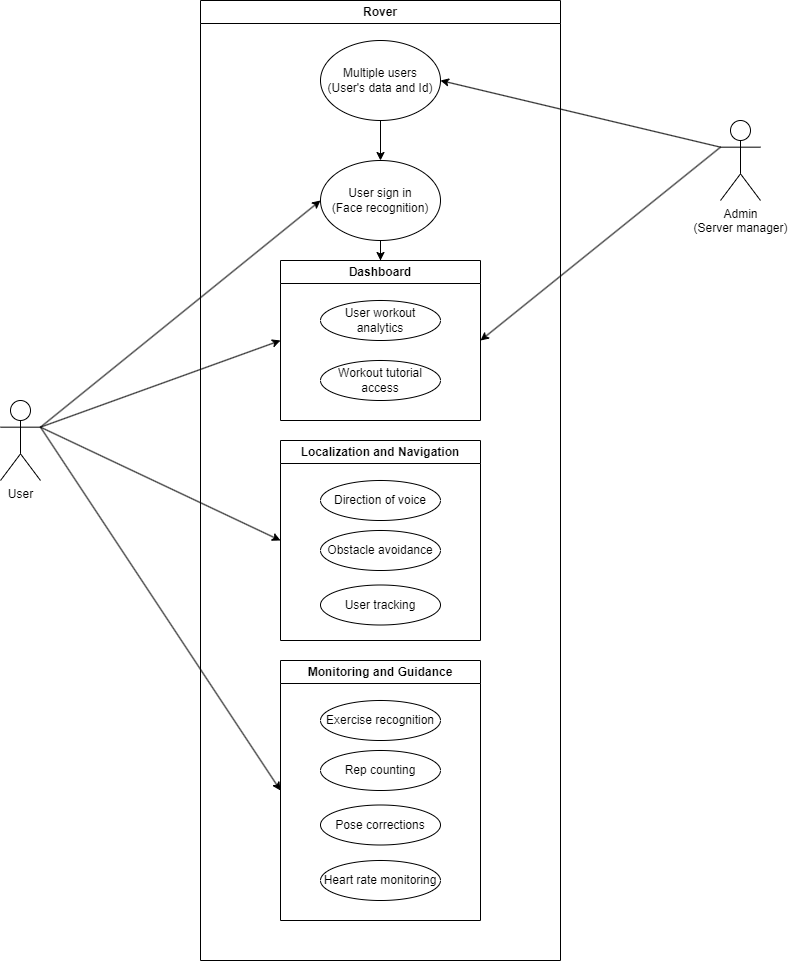 Rover
Multiple users
(User's data and Id)
User sign in
(Face recognition)
Admin
(Server manager)
Dashboard
User workout
analytics
Workout tutorial
access
Localization and Navigation
Direction of voice
Obstacle avoidance
User tracking
User
Monitoring and Guidance
Exercise recognition
Rep counting
Pose corrections
Heart rate monitoring